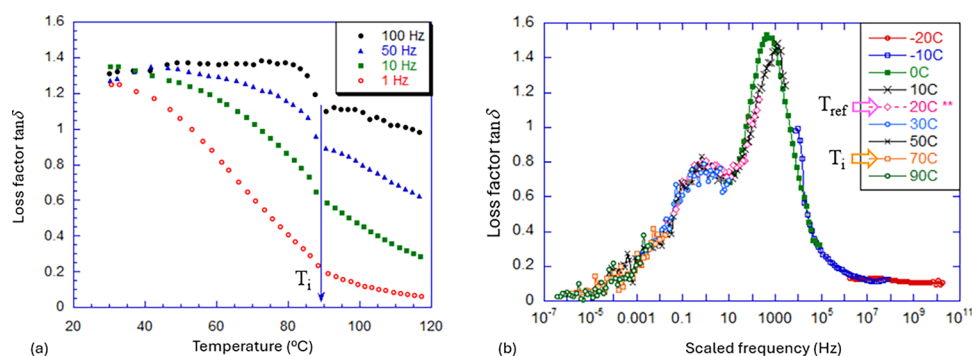 1.6
1.4
1.2
1
0.8
0.6
0.4
0.2
0
Loss factor tanδ
100 Hz
50 Hz
10 Hz
1 Hz
Ti
20 40 60 80 100 120
(a) Temperature (ºC)
1.6
1.4
1.2
1
0.8
0.6
0.4
0.2
0
Loss factor tanδ
-20C
-10C
0C
10C
Tref 20C **
30C
50C
Ti 70C
90C
10-7 10-5 0.001 0.1 10 1000 105 107 109 1011
(b) Scaled frequency (Hz)